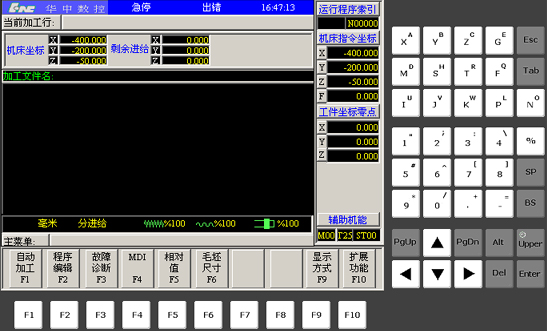 华中数控 急停 出错 16:47:13
运行程序索引
当前加工行: N00000
机床坐标 X -400.000 Y -200.000 Z -50.000
剩余进给 X 0.000 Y 0.000 Z 0.000
机床指令坐标
X -400.000
Y -200.000
Z -50.000
F 0.000
加工文件名:
工件坐标零点
X 0.000
Y 0.000
Z 0.000
辅助机能
毫米 分进给 %100 %100 %100
M00 T25 ST00
主菜单:
自动加工 F1
程序编辑 F2
故障诊断 F3
MDI F4
相对值 F5
毛坯尺寸 F6
显示方式 F9
扩展功能 F10
F1 F2 F3 F4 F5 F6 F7 F8 F9 F10
X A Y B Z C G E Esc
M D S H T R F Q Tab
I U J V K W P L N O
1 " 2 ; 3 : 4 \ %
5 # 6 ^ 7 [ 8 ] SP
9 * 0 / . , - = BS
PgUp PgDn Alt Upper
Del Enter